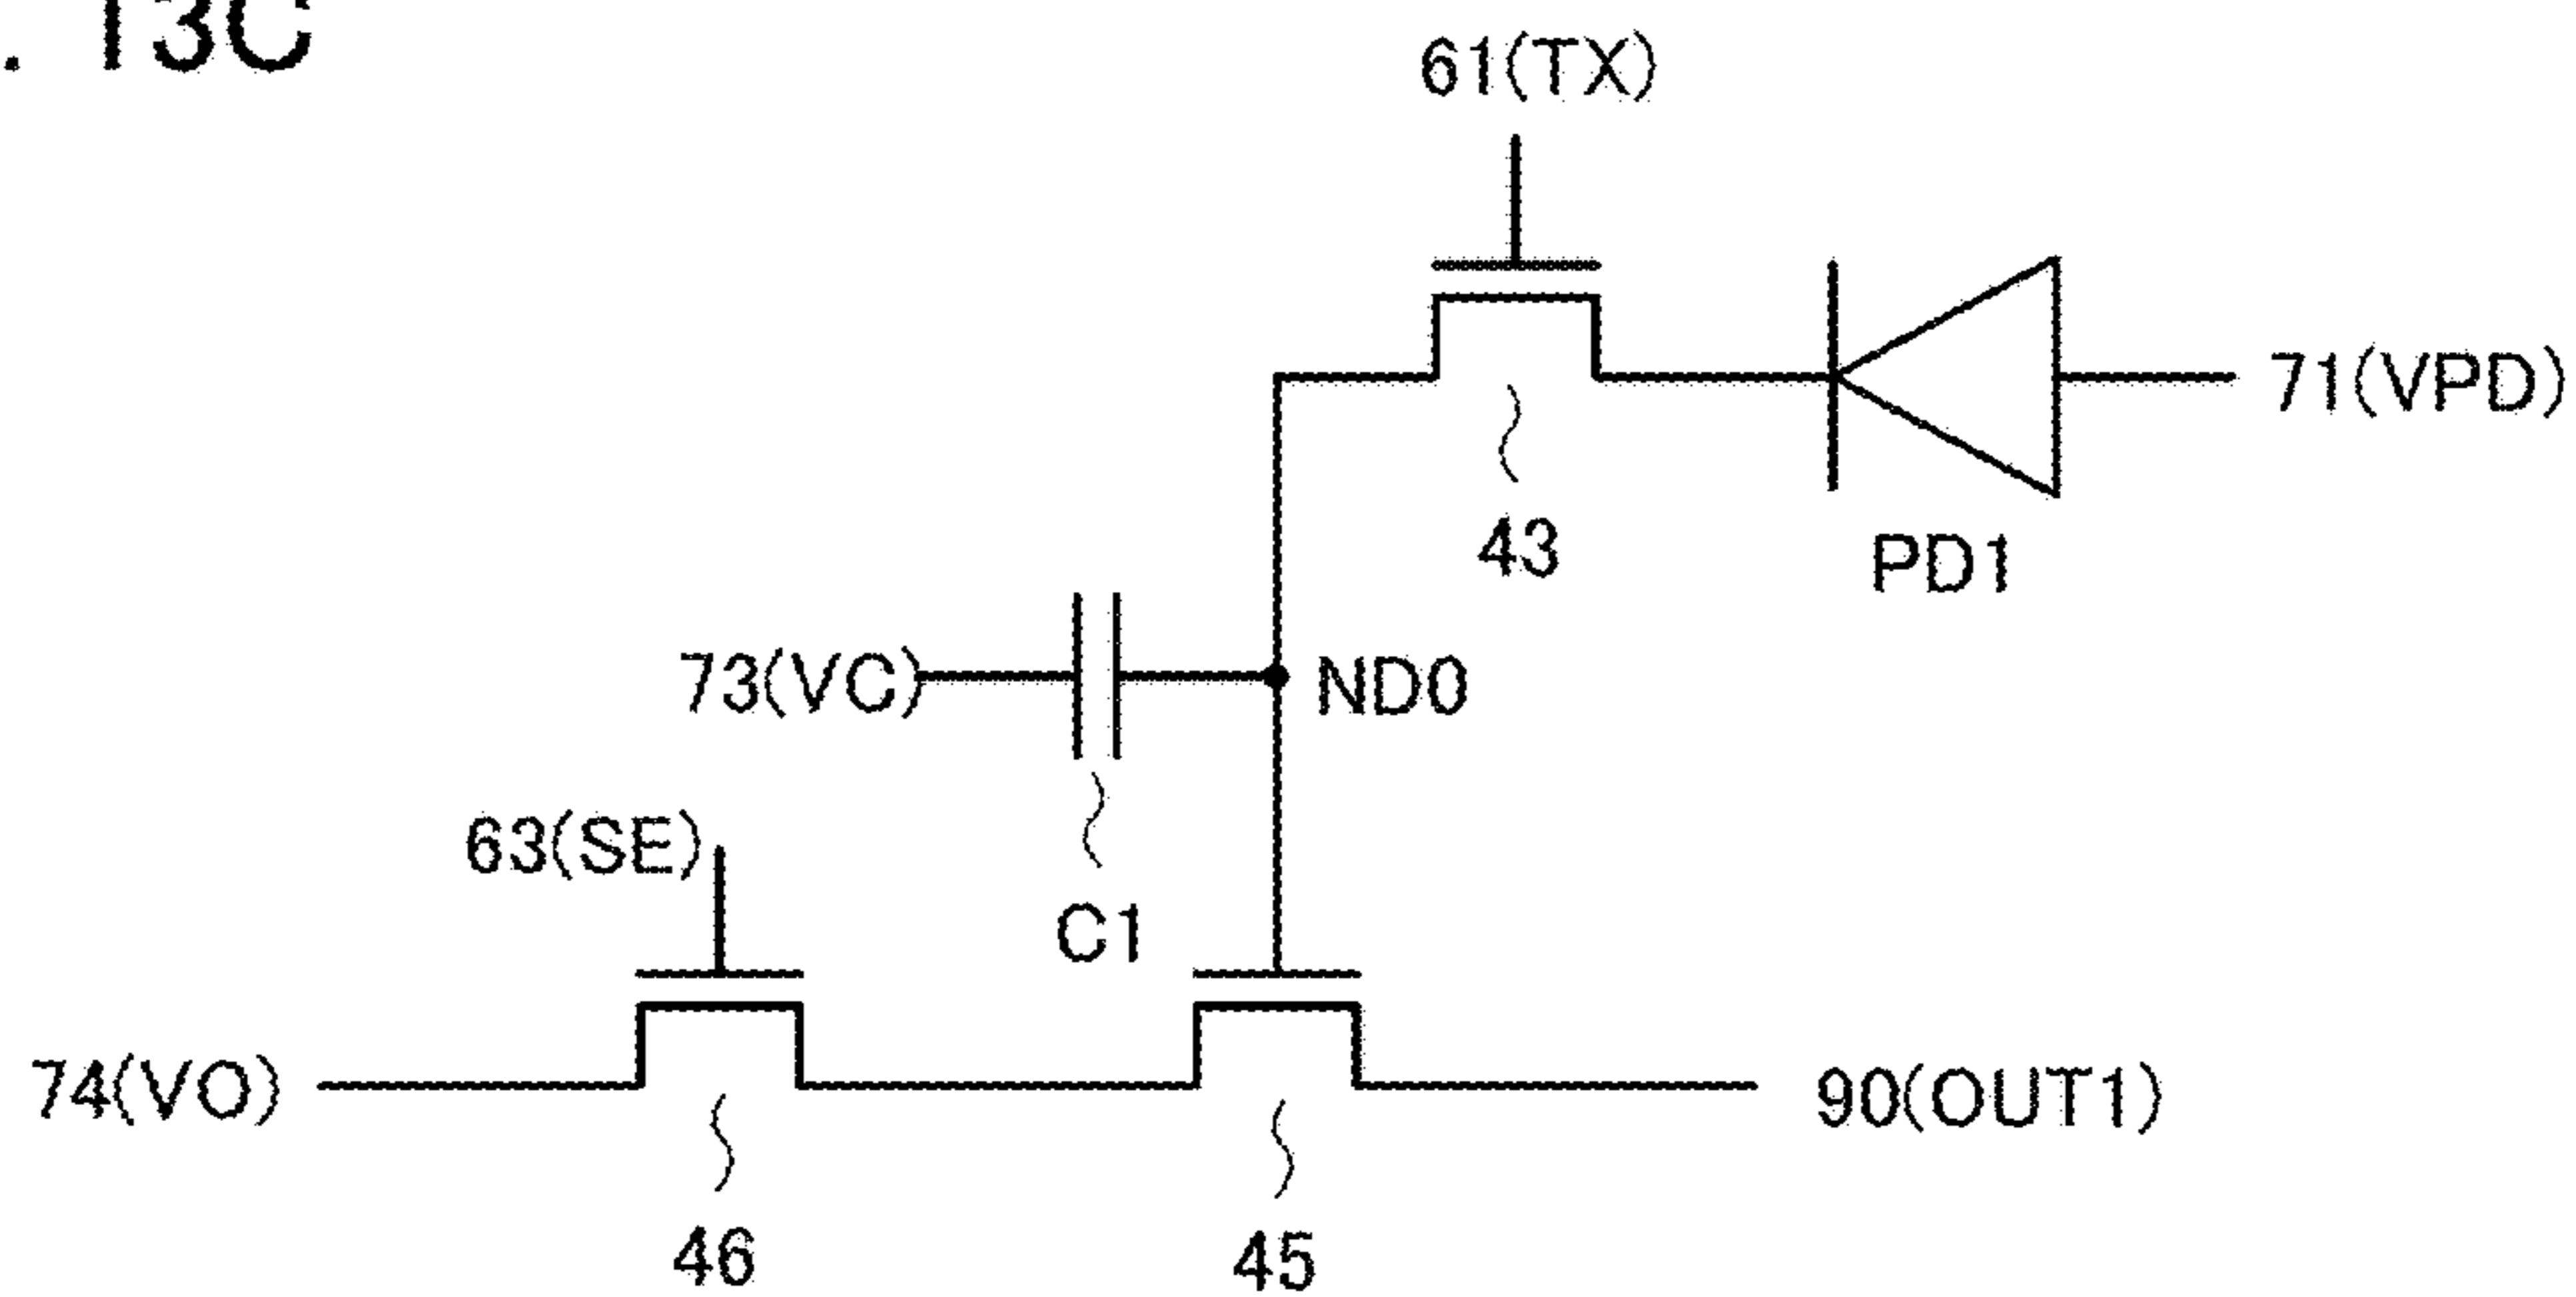 . 13C
61(TX)
71(VPD)
43
PD1
73(VC)
ND0
63(SE)
C1
74(VO)
90(OUT1)
46
45